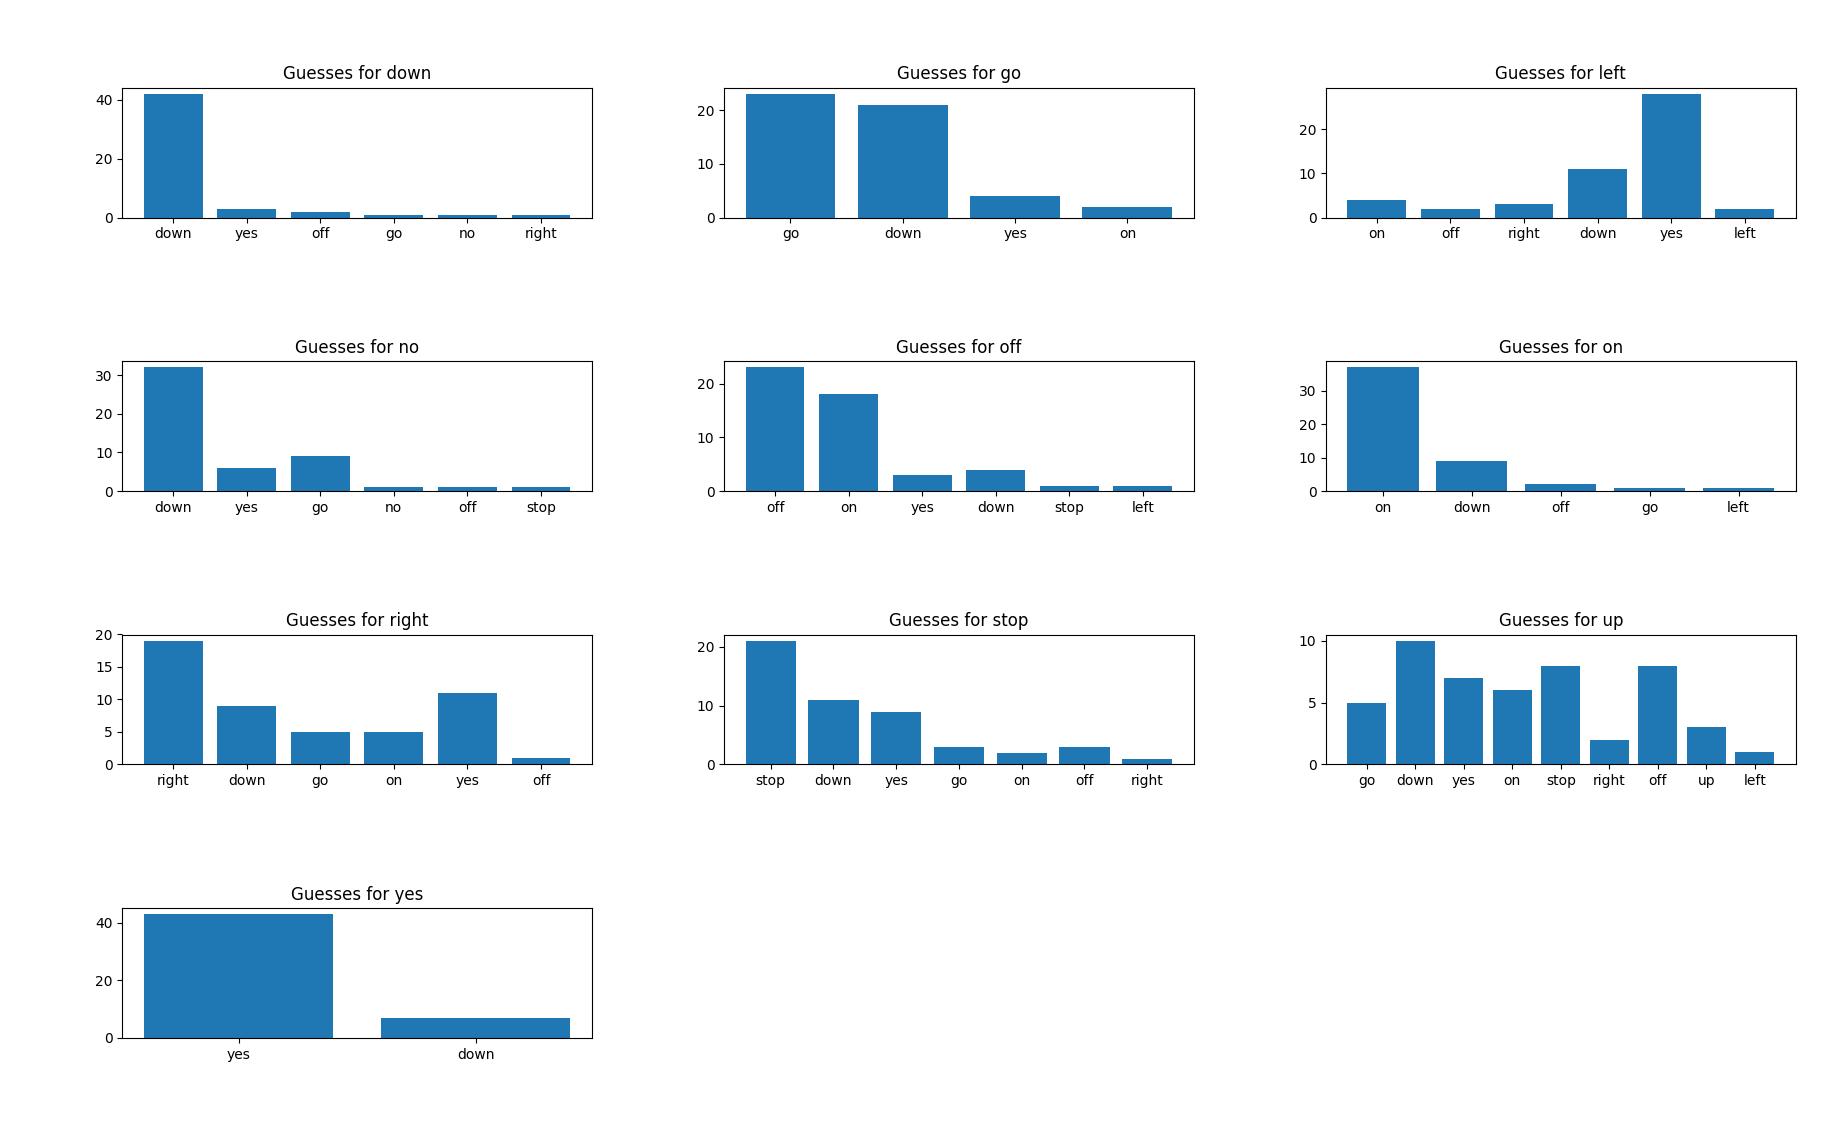 Guesses for down
40
20
0
down yes off go no right
Guesses for go
20
10
0
go down yes on
Guesses for left
20
10
0
on off right down yes left
Guesses for no
30
20
10
0
down yes go no off stop
Guesses for off
20
10
0
off on yes down stop left
Guesses for on
30
20
10
0
on down off go left
Guesses for right
20
15
10
5
0
right down go on yes off
Guesses for stop
20
10
0
stop down yes go on off right
Guesses for up
10
5
0
go down yes on stop right off up left
Guesses for yes
40
20
0
yes down